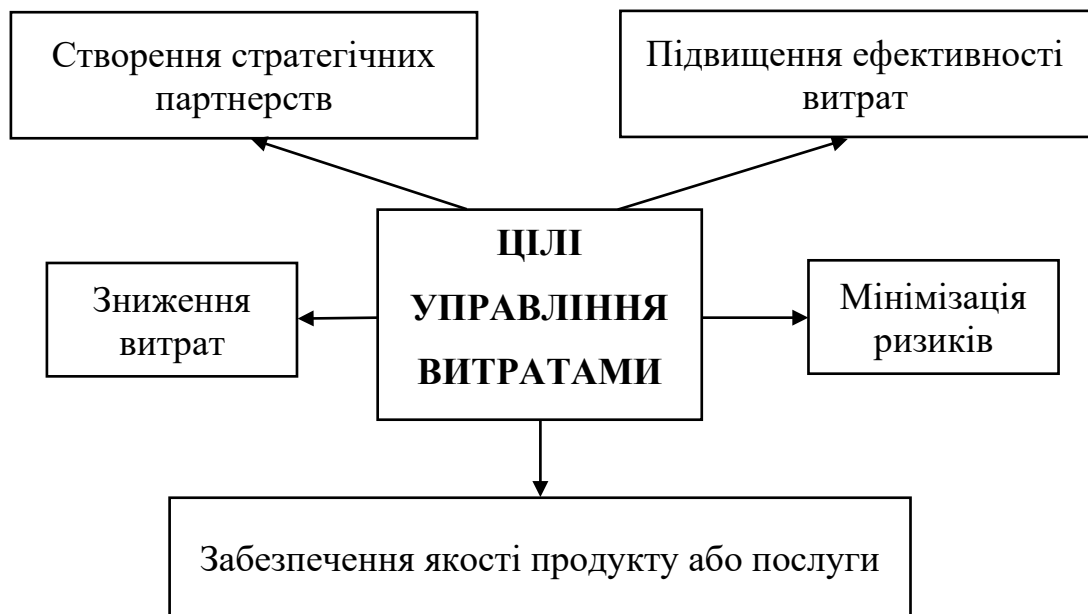 Створення стратегічних
партнерств
Підвищення ефективності
витрат
ЦІЛІ
УПРАВЛІННЯ
ВИТРАТАМИ
Зниження
витрат
Мінімізація
ризиків
Забезпечення якості продукту або послуги